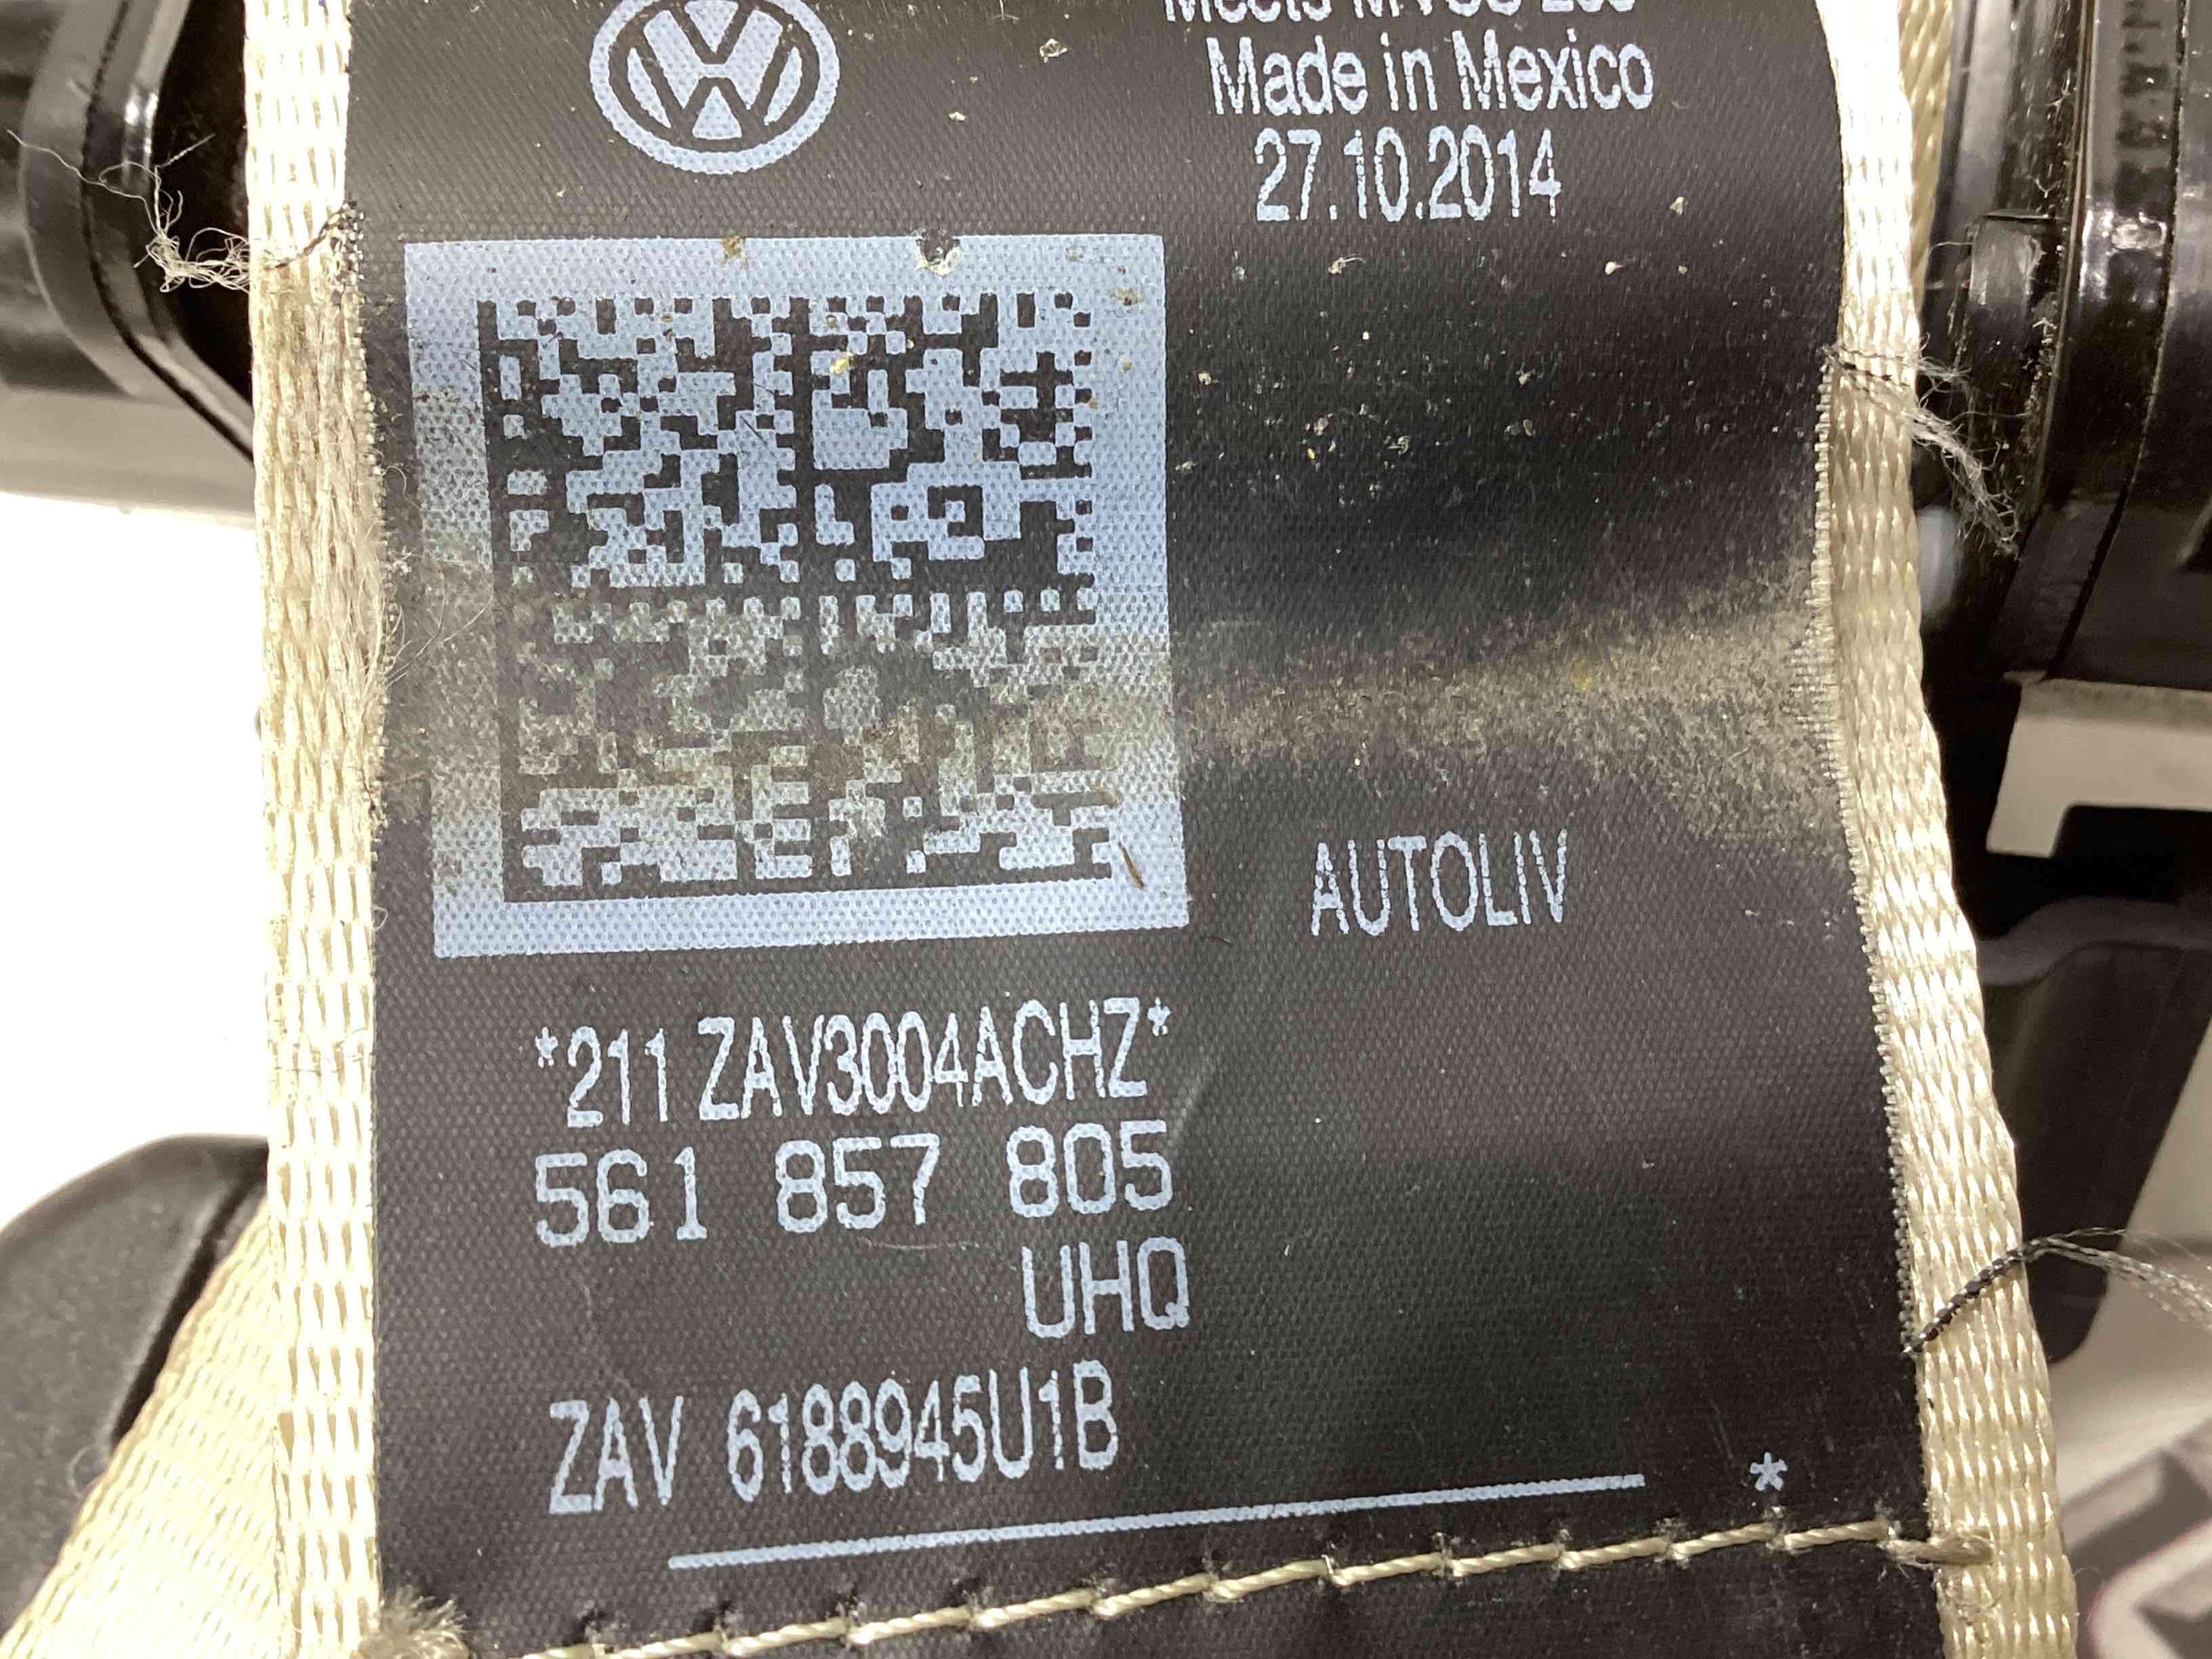 Made in Mexico
27.10.2014
AUTOLIV
*211 ZAV3004ACHZ*
561 857 805
UHQ
ZAV 6188945U1B
*